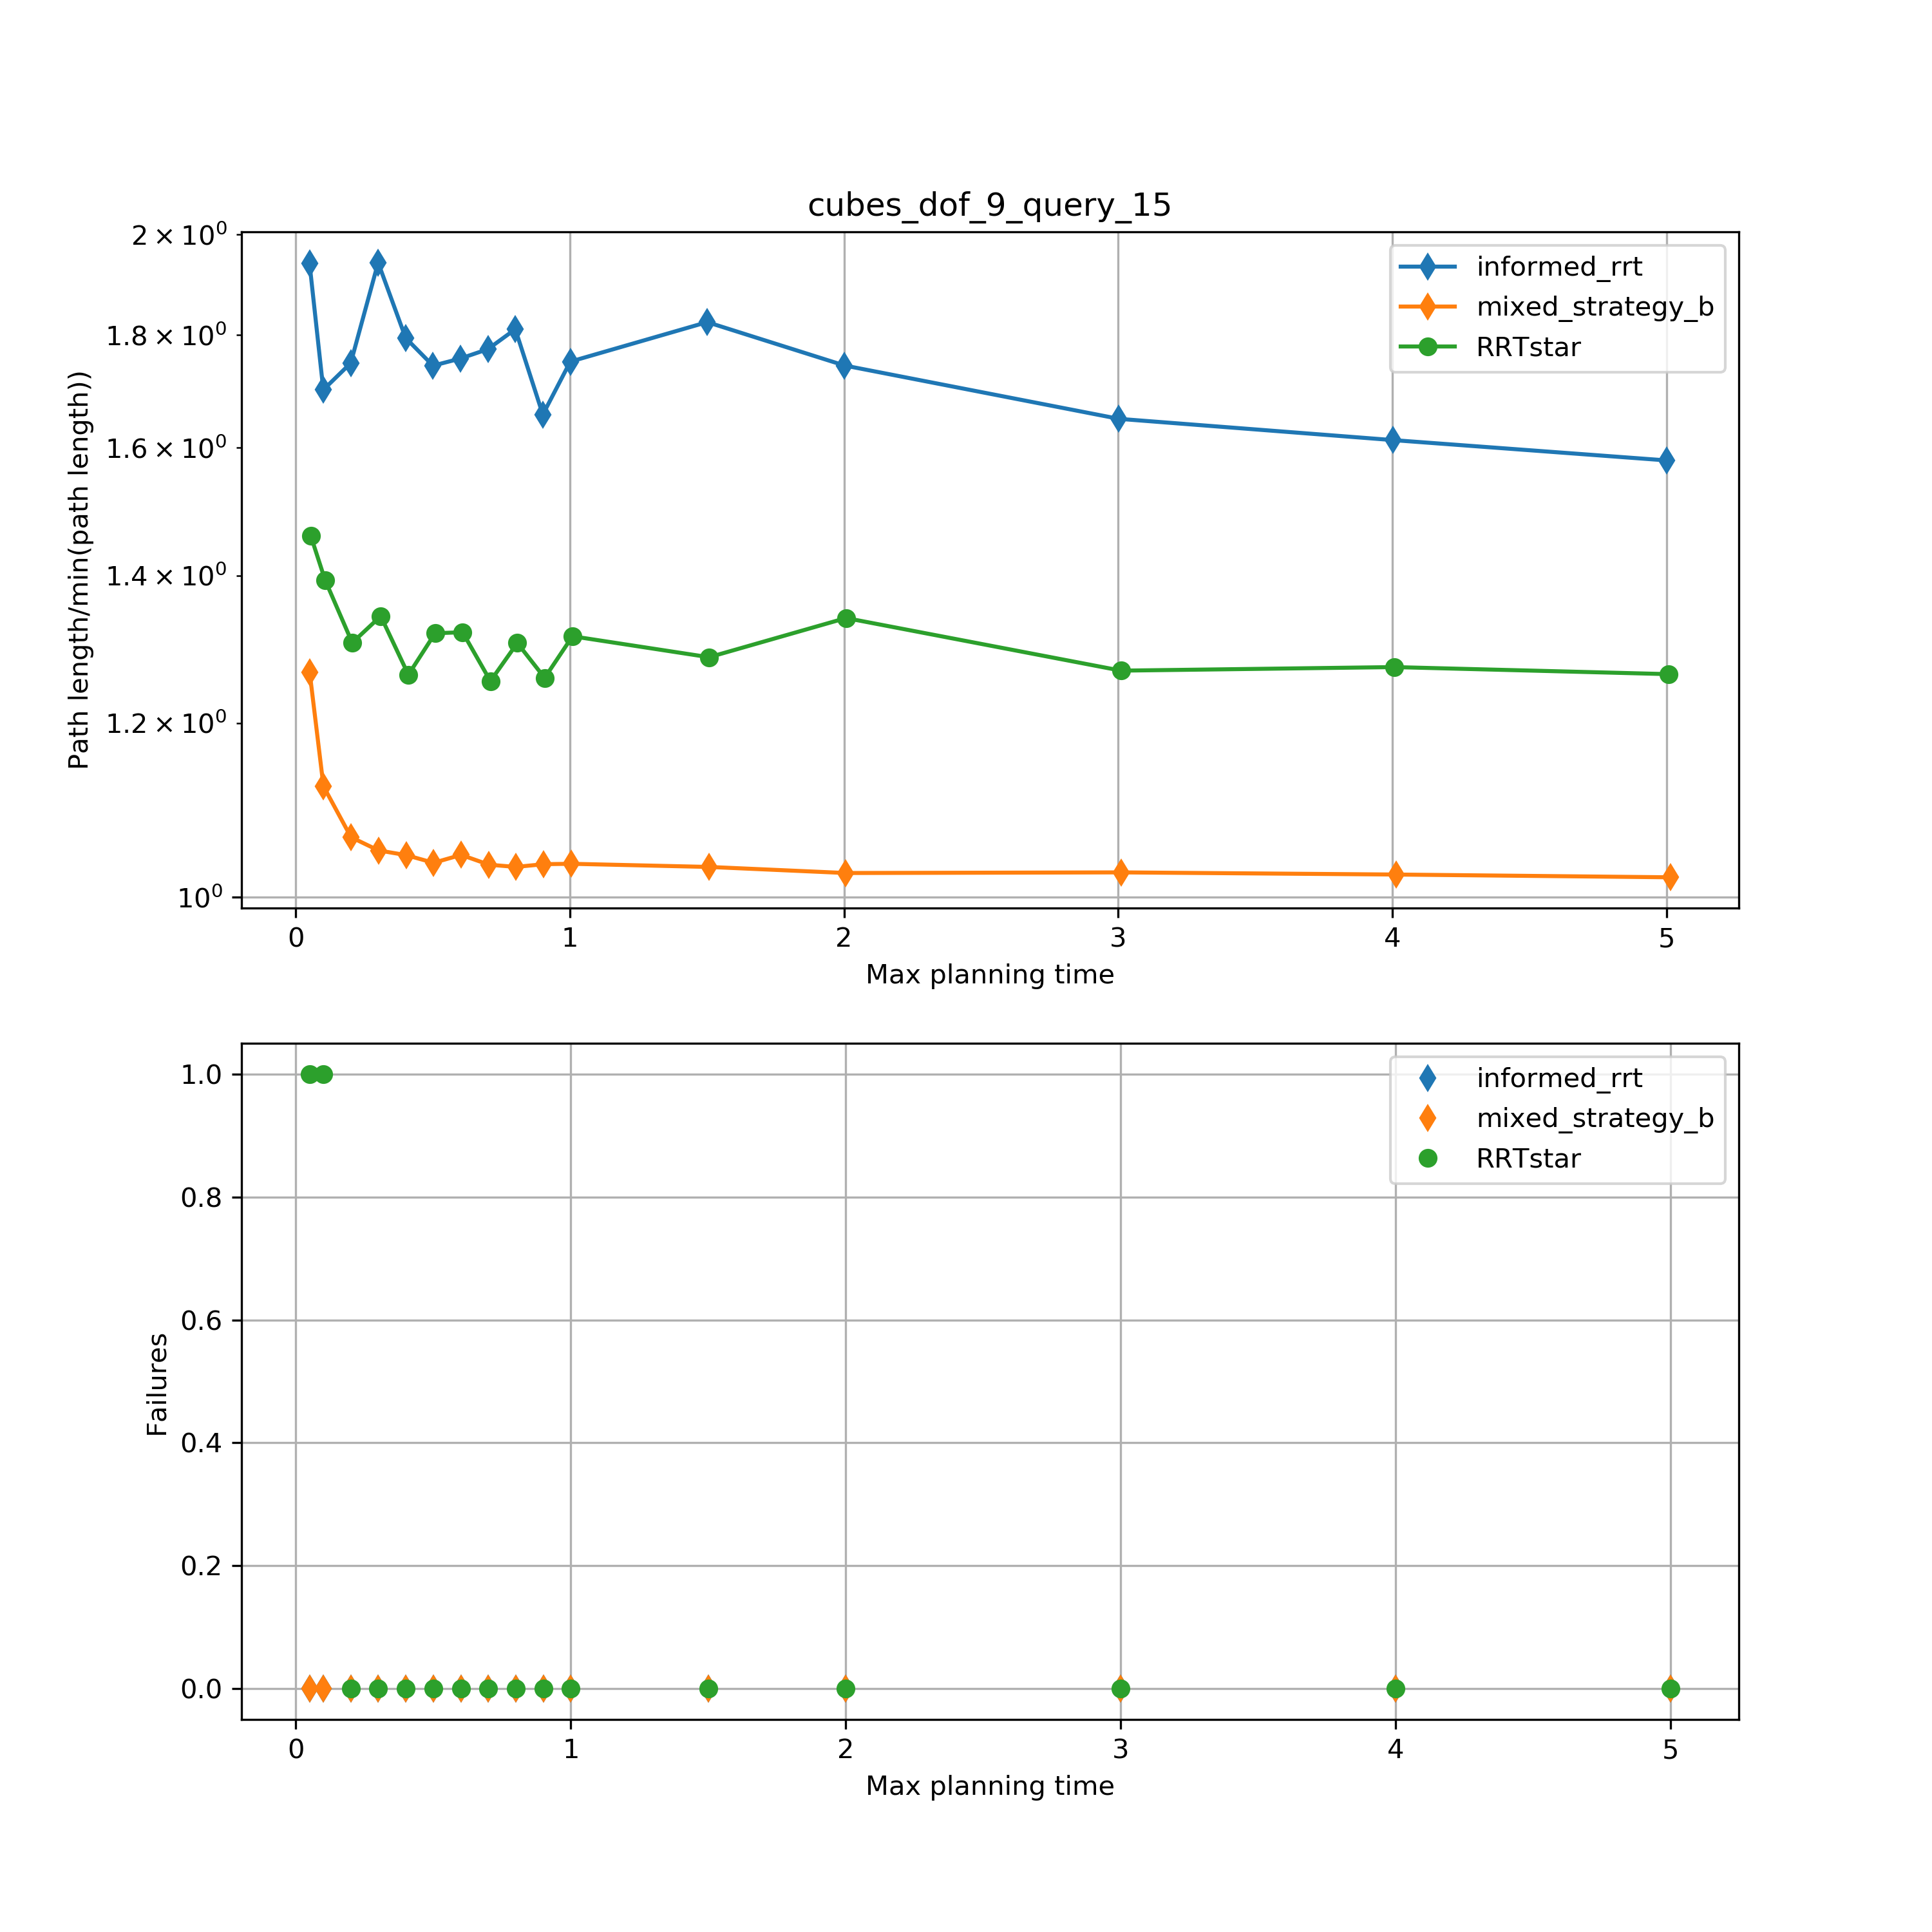 cubes_dof_9_query_15
2 × 10⁰
1.8 × 10⁰
1.6 × 10⁰
1.4 × 10⁰
1.2 × 10⁰
10⁰
Path length/min(path length))
informed_rrt
mixed_strategy_b
RRTstar
0 1 2 3 4 5
Max planning time
1.0
0.8
0.6
0.4
0.2
0.0
Failures
informed_rrt
mixed_strategy_b
RRTstar
0 1 2 3 4 5
Max planning time